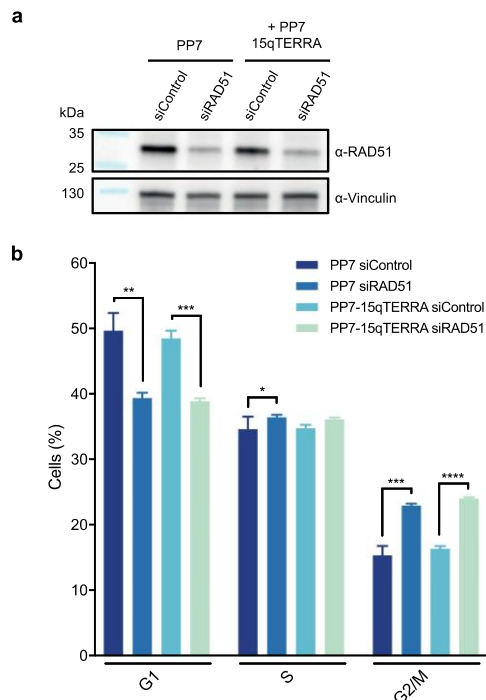 a
PP7
+ PP7
15qTERRA
siControl
siRAD51
siControl
siRAD51
kDa
35
25
130
α-RAD51
α-Vinculin
b
PP7 siControl
PP7 siRAD51
PP7-15qTERRA siControl
PP7-15qTERRA siRAD51
Cells (%)
60
50
40
30
20
10
0
**
***
*
***
****
G1
S
G2/M